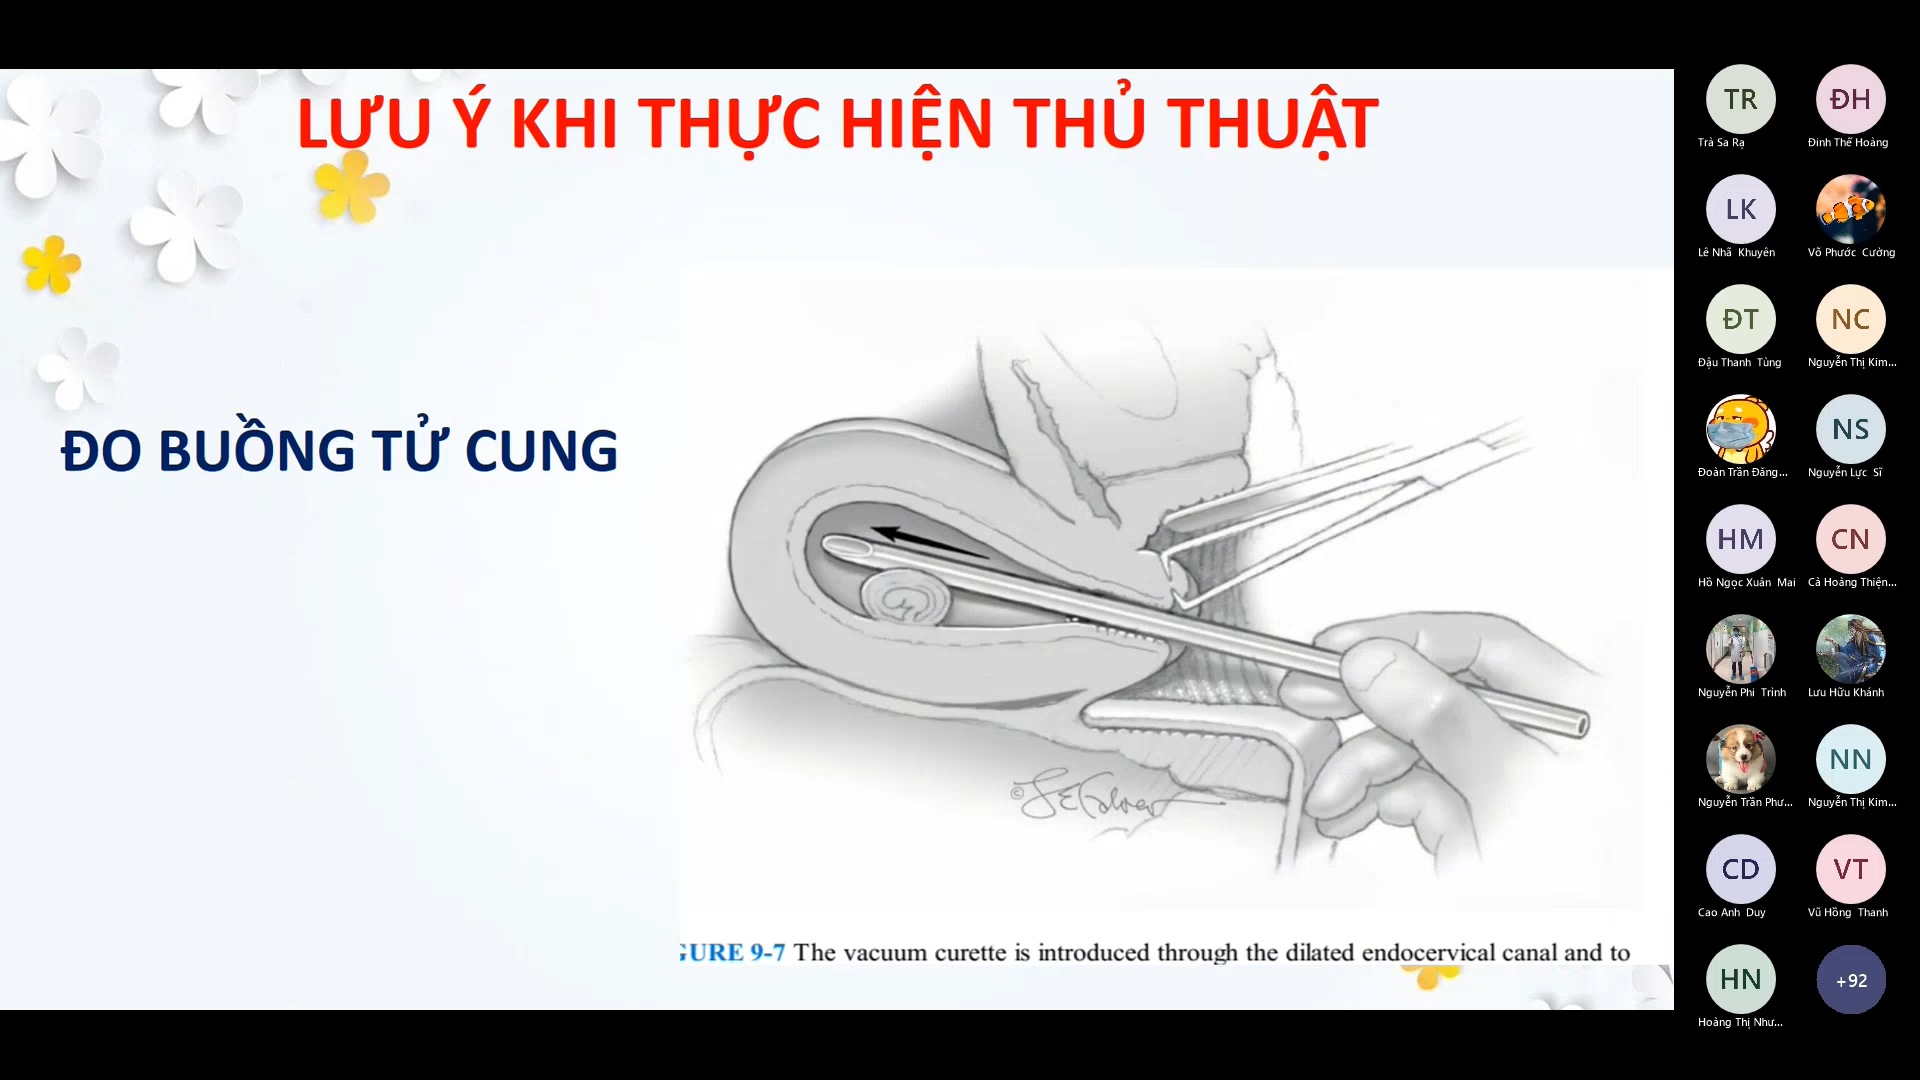 LƯU Ý KHI THỰC HIỆN THỦ THUẬT
ĐO BUỒNG TỬ CUNG
GURE 9-7 The vacuum curette is introduced through the dilated endocervical canal and to
TR
Trà Sa Rạ
ĐH
Đinh Thế Hoàng
LK
Lê Nhã Khuyên
Võ Phước Cường
ĐT
Đậu Thanh Tùng
NC
Nguyễn Thị Kim...
Đoàn Trần Đăng...
NS
Nguyễn Lực Sĩ
HM
Hồ Ngọc Xuân Mai
CN
Cà Hoàng Thiện...
Nguyễn Phi Trinh
Lưu Hữu Khánh
Nguyễn Trần Phư...
NN
Nguyễn Thị Kim...
CD
Cao Anh Duy
VT
Vũ Hồng Thanh
HN
Hoàng Thị Như...
+92